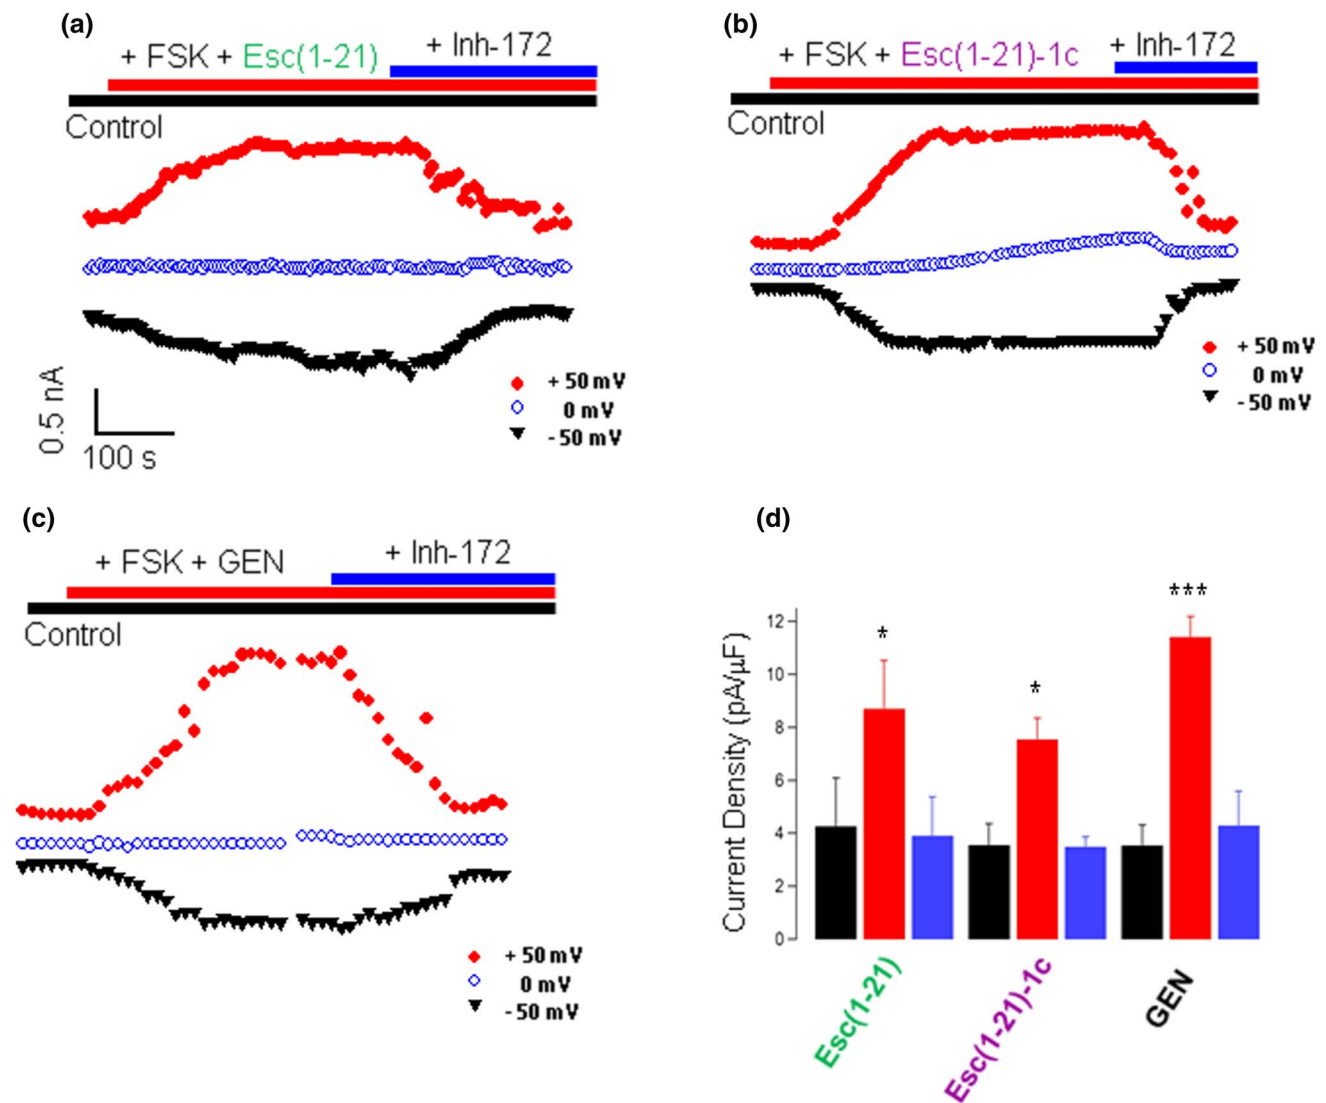 (a)
+ FSK + Esc(1-21)
+ Inh-172
Control
+ 50 mV
0 mV
- 50 mV
0.5 nA
100 s
(b)
+ FSK + Esc(1-21)-1c
+ Inh-172
Control
+ 50 mV
0 mV
- 50 mV
(c)
+ FSK + GEN
+ Inh-172
Control
+ 50 mV
0 mV
- 50 mV
(d)
Current Density (pA/µF)
12
10
8
6
4
2
0
*
*
***
Esc(1-21)
Esc(1-21)-1c
GEN